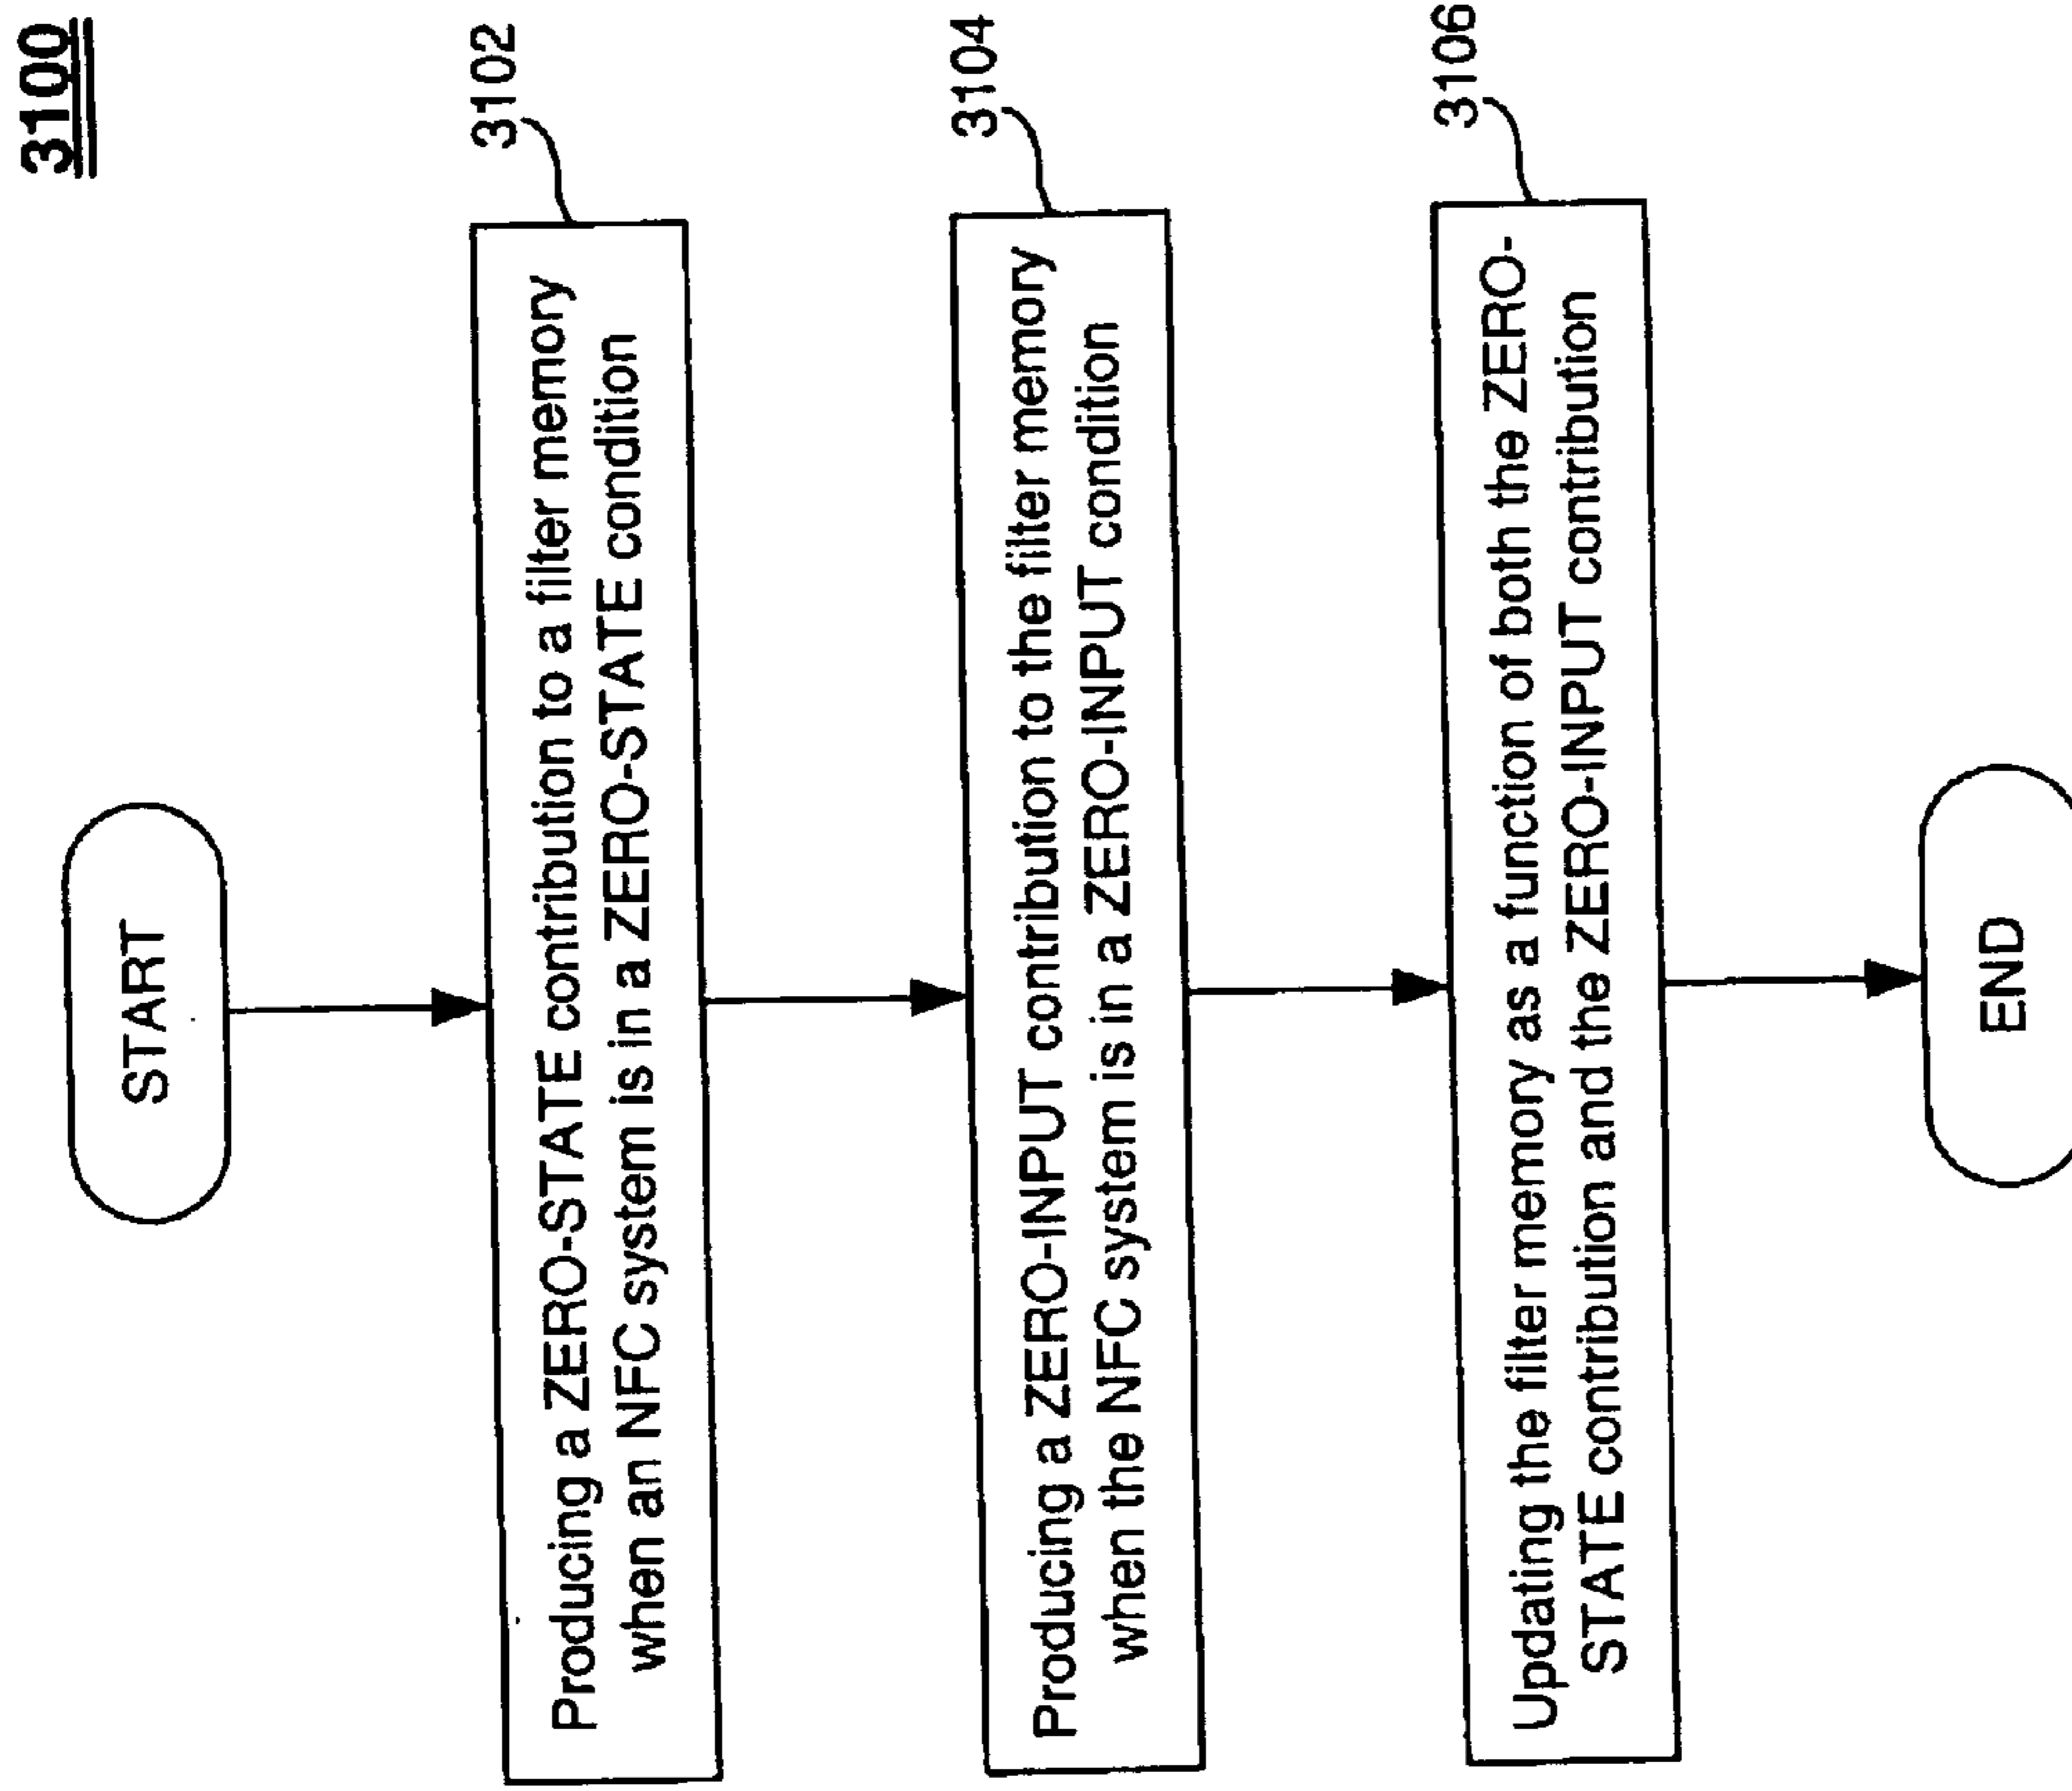 3100
START
3102
Producing a ZERO-STATE contribution to a filter memory
when an NFC system is in a ZERO-STATE condition
3104
Producing a ZERO-INPUT contribution to the filter memory
when the NFC system is in a ZERO-INPUT condition
3106
Updating the filter memory as a function of both the ZERO-
STATE contribution and the ZERO-INPUT contribution
END